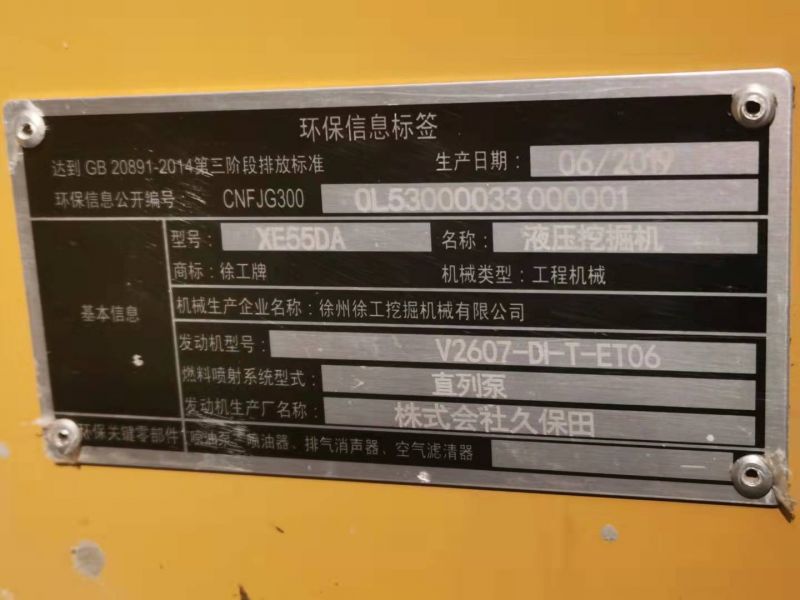 环保信息标签
达到 GB 20891-2014第三阶段排放标准 生产日期： 06/2019
环保信息公开编号： CNFJG300 0L53000033 000001
基本信息
型号： XE55DA 名称： 液压挖掘机
商标：徐工牌 机械类型：工程机械
机械生产企业名称：徐州徐工挖掘机械有限公司
发动机型号： V2607-DI-T-ET06
燃料喷射系统型式： 直列泵
发动机生产厂名称： 株式会社久保田
环保关键零部件 喷油泵、喷油器、排气消声器、空气滤清器